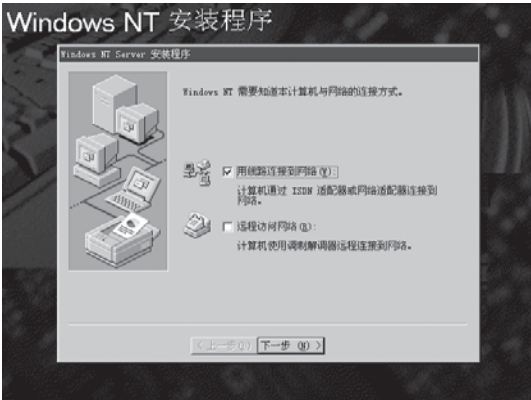 Windows NT 安装程序
Windows NT Server 安装程序
Windows NT 需要知道本计算机与网络的连接方式。
用线路连接到网络(W):
计算机通过 ISDN 适配器或网络适配器连接到
网络。
远程访问网络(R):
计算机使用调制解调器远程连接到网络。
<上一步(B) 下一步(N)>